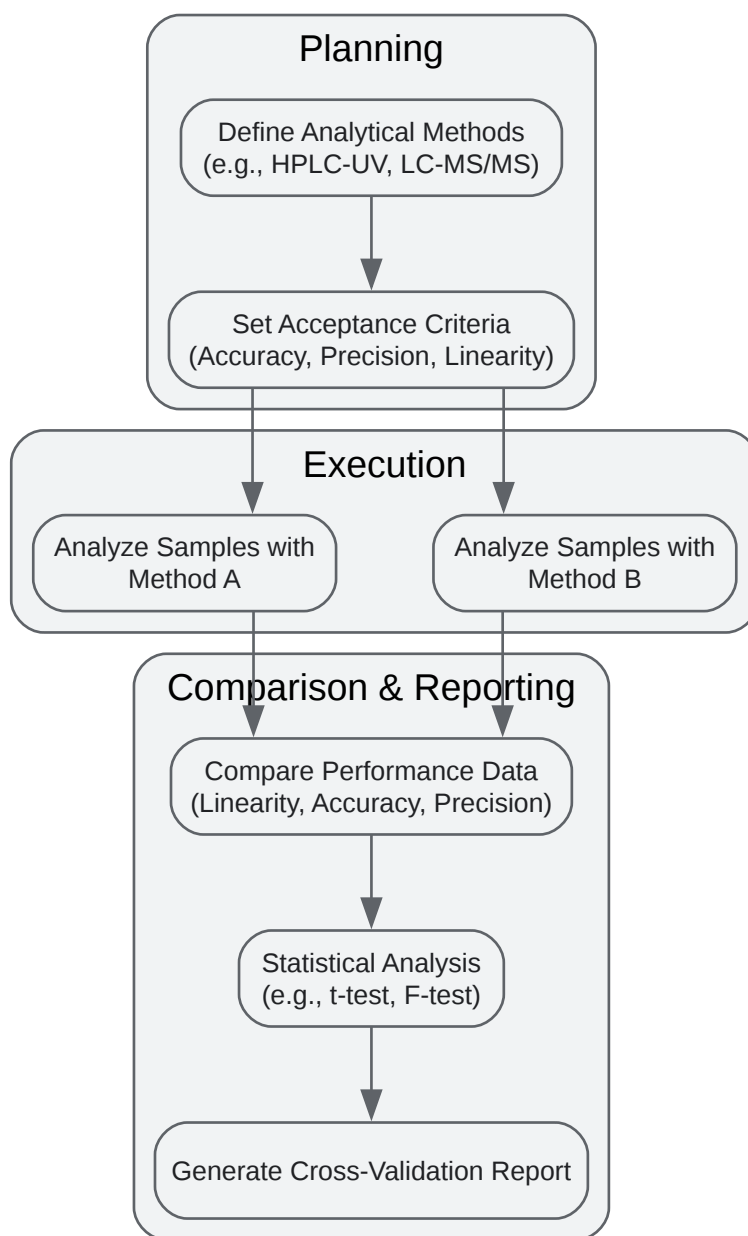 Planning
Define Analytical Methods
(e.g., HPLC-UV, LC-MS/MS)
Set Acceptance Criteria
(Accuracy, Precision, Linearity)
Execution
Analyze Samples with
Method A
Analyze Samples with
Method B
Comparison & Reporting
Compare Performance Data
(Linearity, Accuracy, Precision)
Statistical Analysis
(e.g., t-test, F-test)
Generate Cross-Validation Report